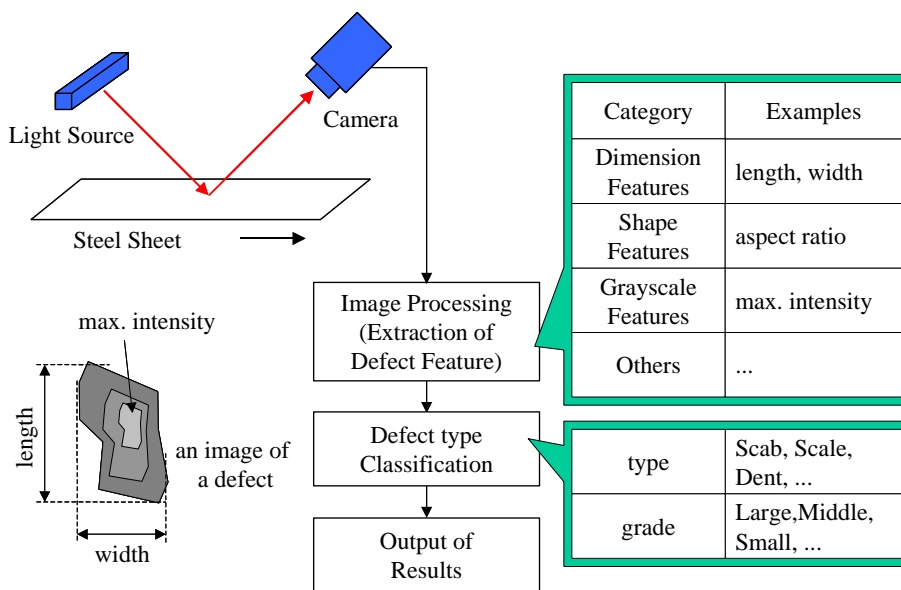 Light Source
Camera
Steel Sheet
max. intensity
length
width
an image of
a defect
Image Processing
(Extraction of
Defect Feature)
Defect type
Classification
Output of
Results
Category Examples
Dimension
Features
length, width
Shape
Features
aspect ratio
Grayscale
Features
max. intensity
Others ...
type
Scab, Scale,
Dent, ...
grade
Large,Middle,
Small, ...